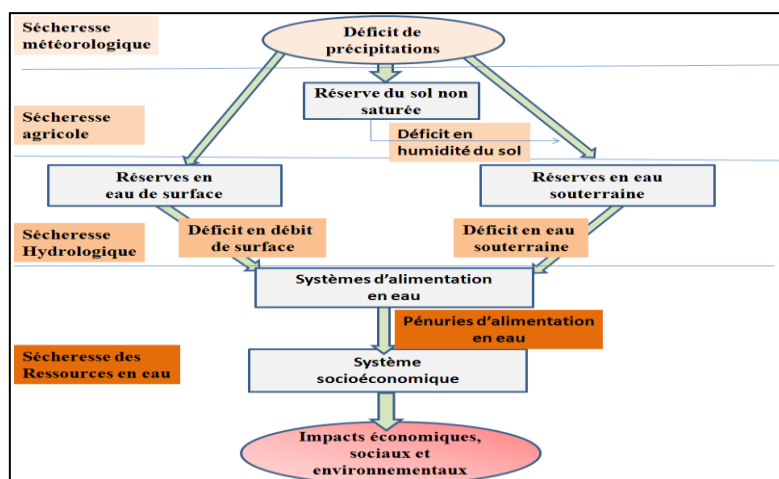 Sécheresse
météorologique
Déficit de
précipitations
Réserve du sol non
saturée
Sécheresse
agricole
Déficit en
humidité du sol
Réserves en
eau de surface
Réserves en eau
souterraine
Sécheresse
Hydrologique
Déficit en débit
de surface
Déficit en eau
souterraine
Systèmes d'alimentation
en eau
Pénuries d'alimentation
en eau
Sécheresse des
Ressources en eau
Système
socioéconomique
Impacts économiques,
sociaux et
environnementaux